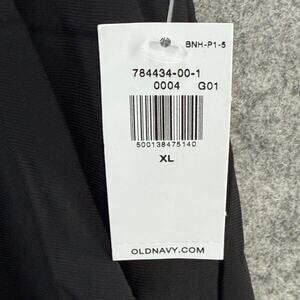 BNH-P1-5
784434-00-1
0004 G01
500138475140
XL
OLDNAVY.COM